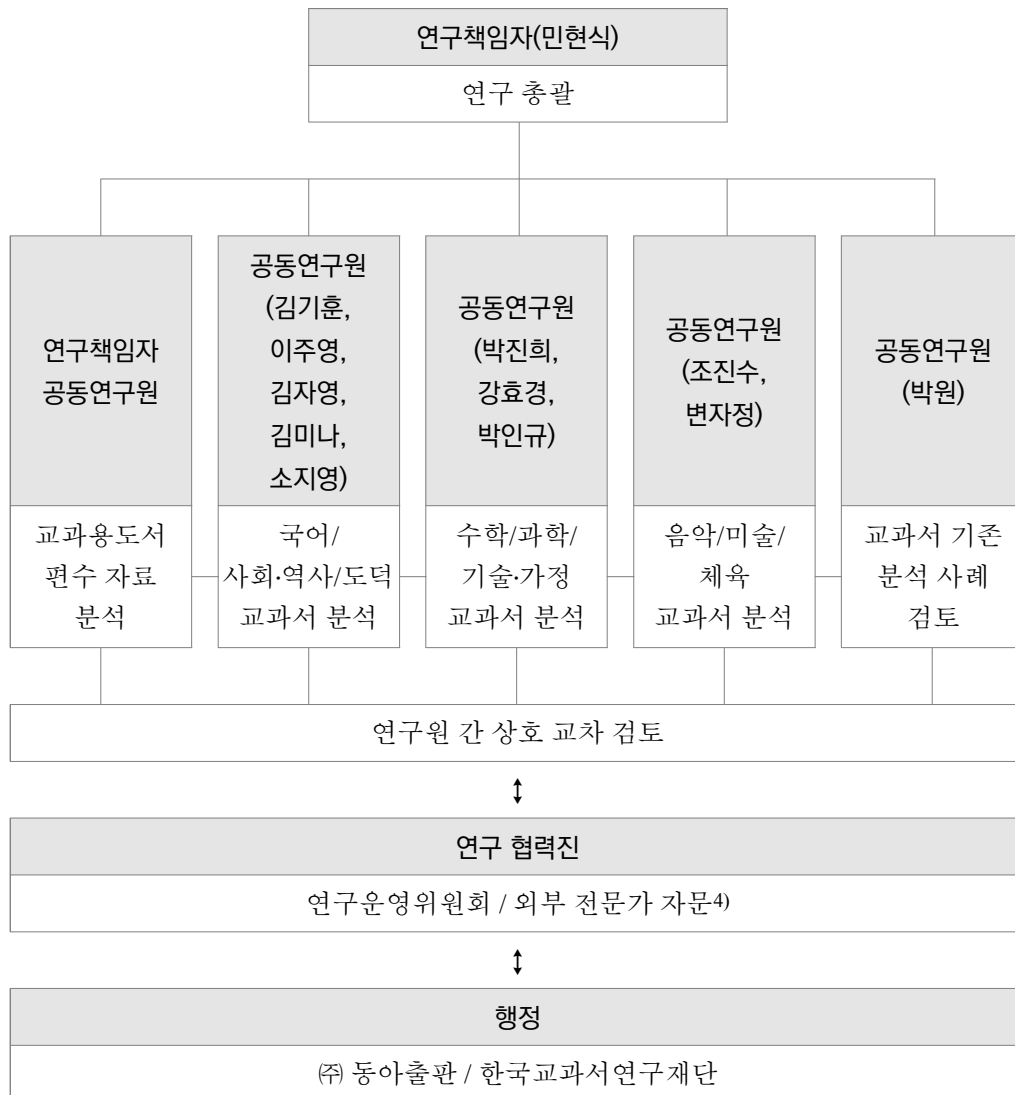 연구책임자(민현식)
연구 총괄
연구책임자
공동연구원
공동연구원
(김기훈,
이주영,
김자영,
김미나,
소지영)
공동연구원
(박진희,
강효경,
박인규)
공동연구원
(조진수,
변자정)
공동연구원
(박원)
교과용도서
편수 자료
분석
국어/
사회·역사/도덕
교과서 분석
수학/과학/
기술·가정
교과서 분석
음악/미술/
체육
교과서 분석
교과서 기존
분석 사례
검토
연구원 간 상호 교차 검토
↕
연구 협력진
연구운영위원회 / 외부 전문가 자문4)
↕
행정
㈜ 동아출판 / 한국교과서연구재단